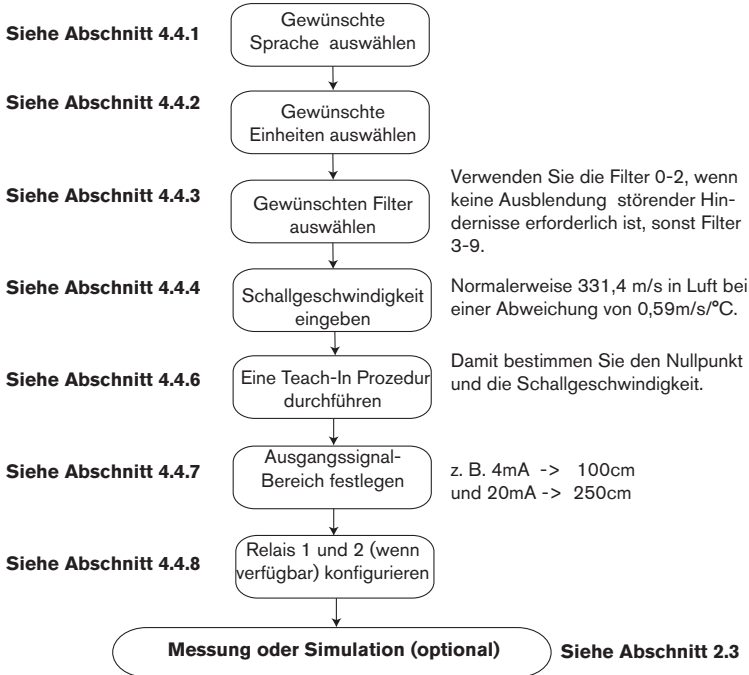 Siehe Abschnitt 4.4.1
Gewünschte
Sprache auswählen
Siehe Abschnitt 4.4.2
Gewünschte
Einheiten auswählen
Siehe Abschnitt 4.4.3
Gewünschten Filter
auswählen
Verwenden Sie die Filter 0-2, wenn
keine Ausblendung störender Hin-
dernisse erforderlich ist, sonst Filter
3-9.
Siehe Abschnitt 4.4.4
Schallgeschwindigkeit
eingeben
Normalerweise 331,4 m/s in Luft bei
einer Abweichung von 0,59m/s/°C.
Siehe Abschnitt 4.4.6
Eine Teach-In Prozedur
durchführen
Damit bestimmen Sie den Nullpunkt
und die Schallgeschwindigkeit.
Siehe Abschnitt 4.4.7
Ausgangssignal-
Bereich festlegen
z. B. 4mA -> 100cm
und 20mA -> 250cm
Siehe Abschnitt 4.4.8
Relais 1 und 2 (wenn
verfügbar) konfigurieren
Messung oder Simulation (optional)
Siehe Abschnitt 2.3